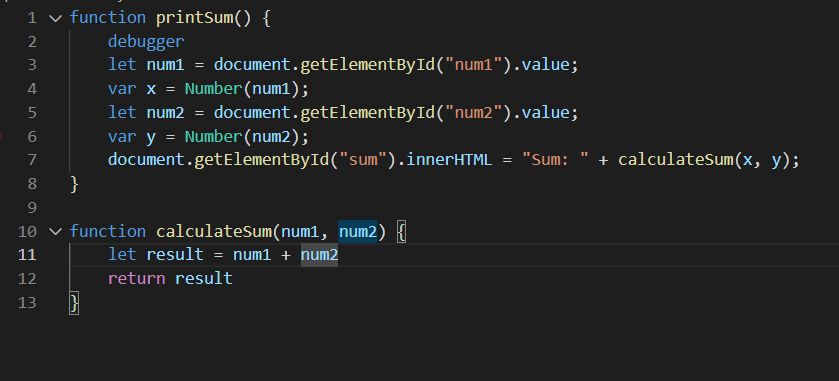 1 function printSum() {
2 debugger
3 let num1 = document.getElementById("num1").value;
4 var x = Number(num1);
5 let num2 = document.getElementById("num2").value;
6 var y = Number(num2);
7 document.getElementById("sum").innerHTML = "Sum: " + calculateSum(x, y);
8 }
9
10 function calculateSum(num1, num2) {
11 let result = num1 + num2
12 return result
13 }